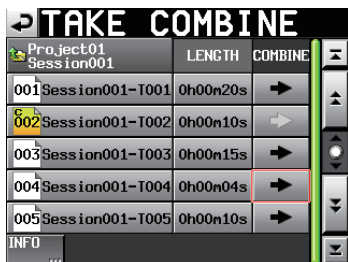 TAKE COMBINE
Project01
Session001
LENGTH COMBINE
001 Session001-T001 0h00m20s
C 002 Session001-T002 0h00m10s
003 Session001-T003 0h00m15s
004 Session001-T004 0h00m04s
005 Session001-T005 0h00m10s
INFO